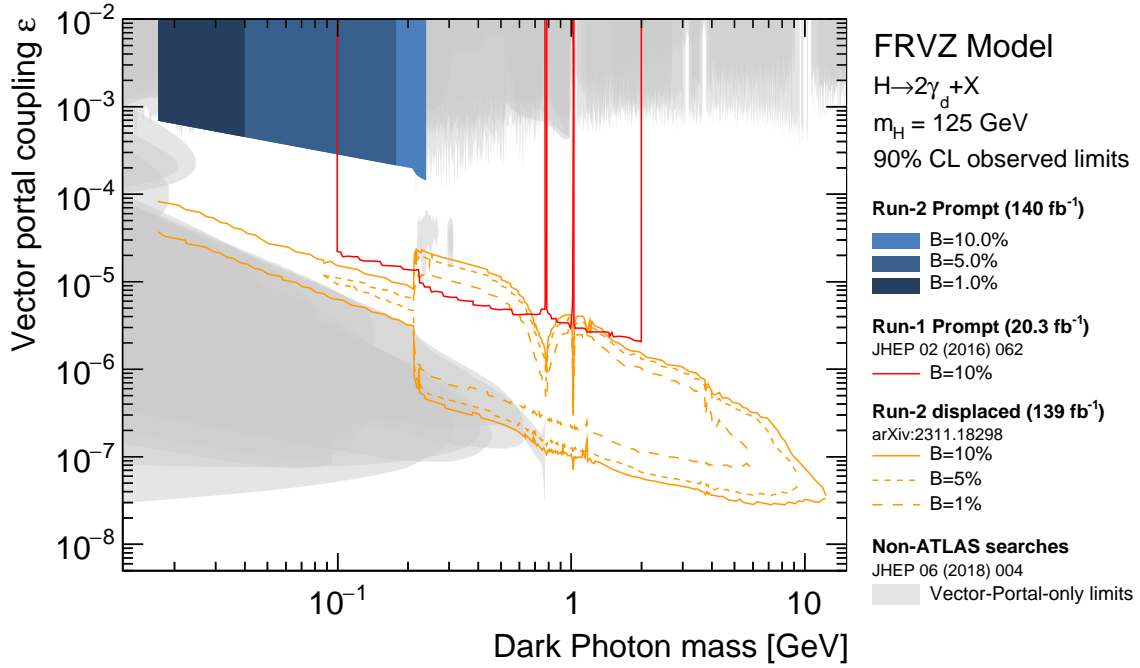 Vector portal coupling ε
10⁻²
10⁻³
10⁻⁴
10⁻⁵
10⁻⁶
10⁻⁷
10⁻⁸
10⁻¹
1
10
Dark Photon mass [GeV]
FRVZ Model
H→2γ_d+X
m_H = 125 GeV
90% CL observed limits
Run-2 Prompt (140 fb⁻¹)
B=10.0%
B=5.0%
B=1.0%
Run-1 Prompt (20.3 fb⁻¹)
JHEP 02 (2016) 062
B=10%
Run-2 displaced (139 fb⁻¹)
arXiv:2311.18298
B=10%
B=5%
B=1%
Non-ATLAS searches
JHEP 06 (2018) 004
Vector-Portal-only limits